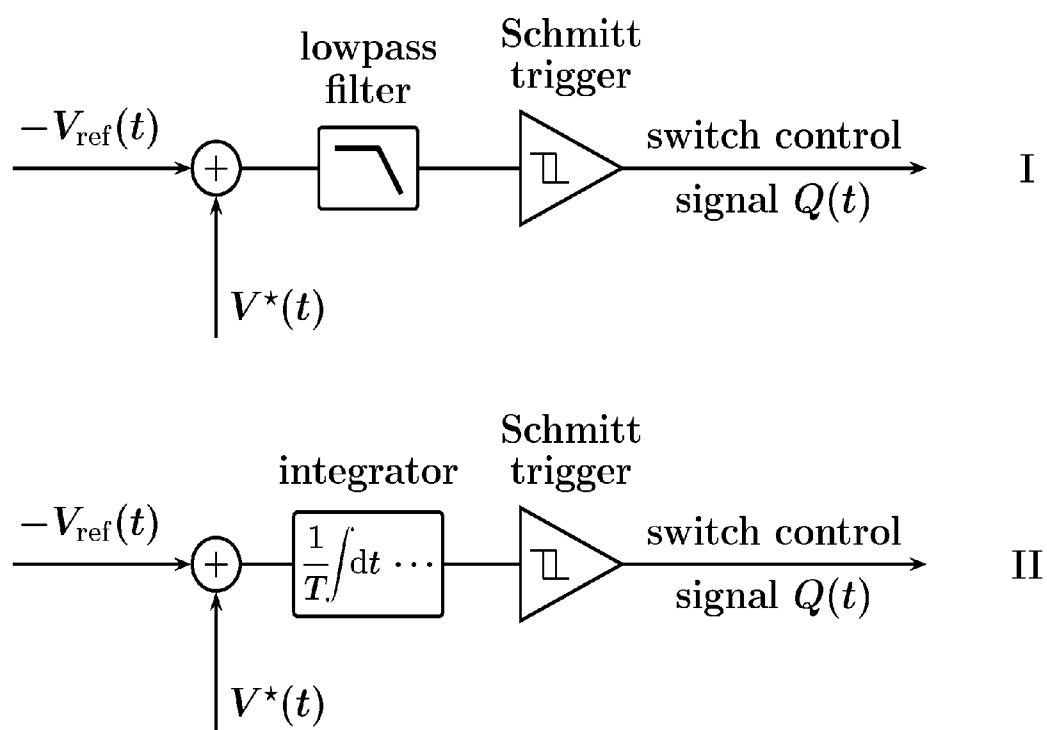 Schmitt
trigger
lowpass
filter
−V_ref(t)
+
switch control
signal Q(t)
I
V⋆(t)
Schmitt
trigger
integrator
−V_ref(t)
+
1/T ∫dt ⋯
switch control
signal Q(t)
II
V⋆(t)